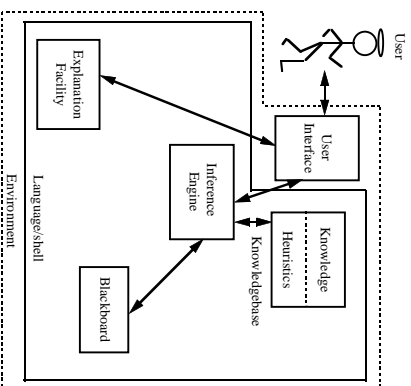 User
User
Interface
Explanation
Facility
Inference
Engine
Knowledge
Heuristics
Knowledgebase
Blackboard
Language/shell
Environment